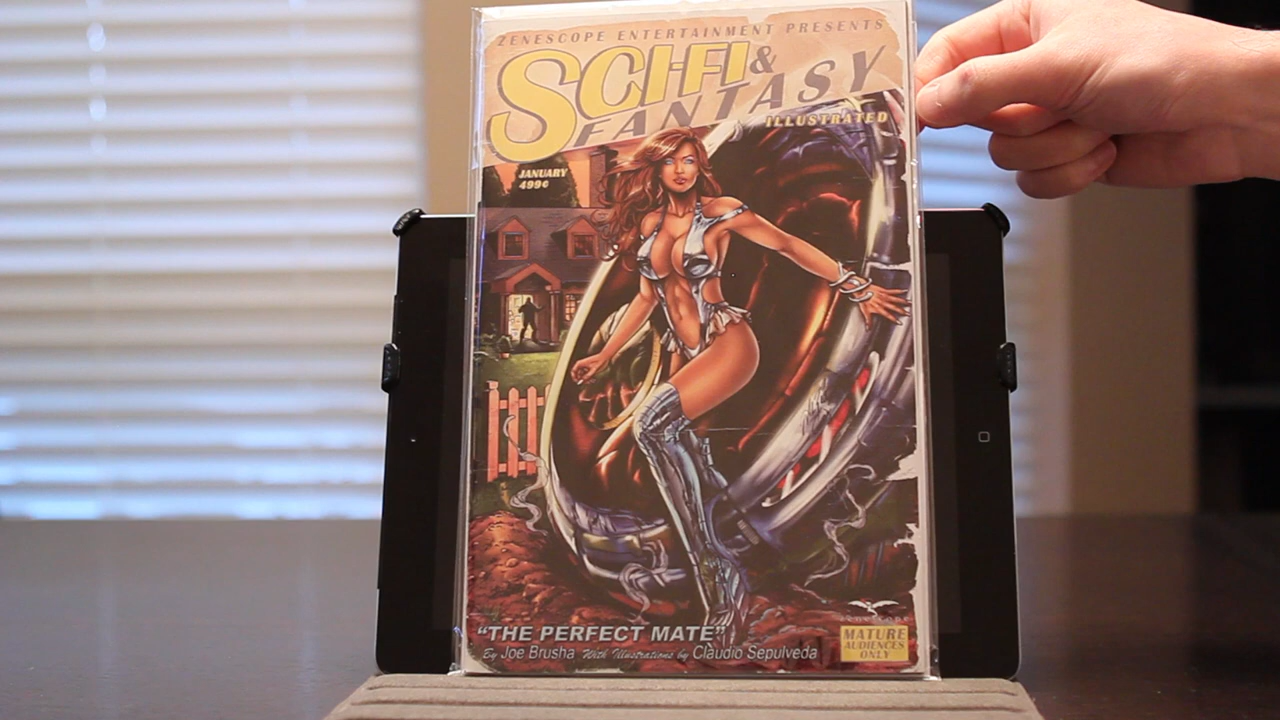 ZENESCOPE ENTERTAINMENT PRESENTS
SCI-FI &
FANTASY
ILLUSTRATED
JANUARY
499¢
"THE PERFECT MATE"
By Joe Brusha With Illustrations by Claudio Sepulveda
zenescope
MATURE
AUDIENCES
ONLY